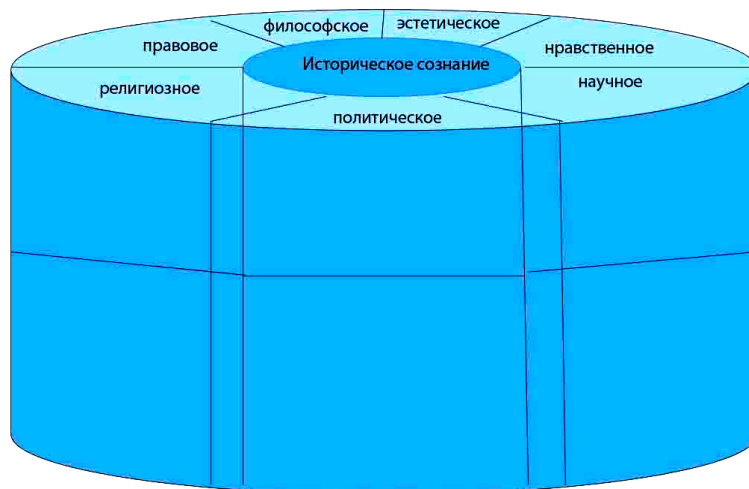 философское
эстетическое
правовое
нравственное
Историческое сознание
религиозное
научное
политическое